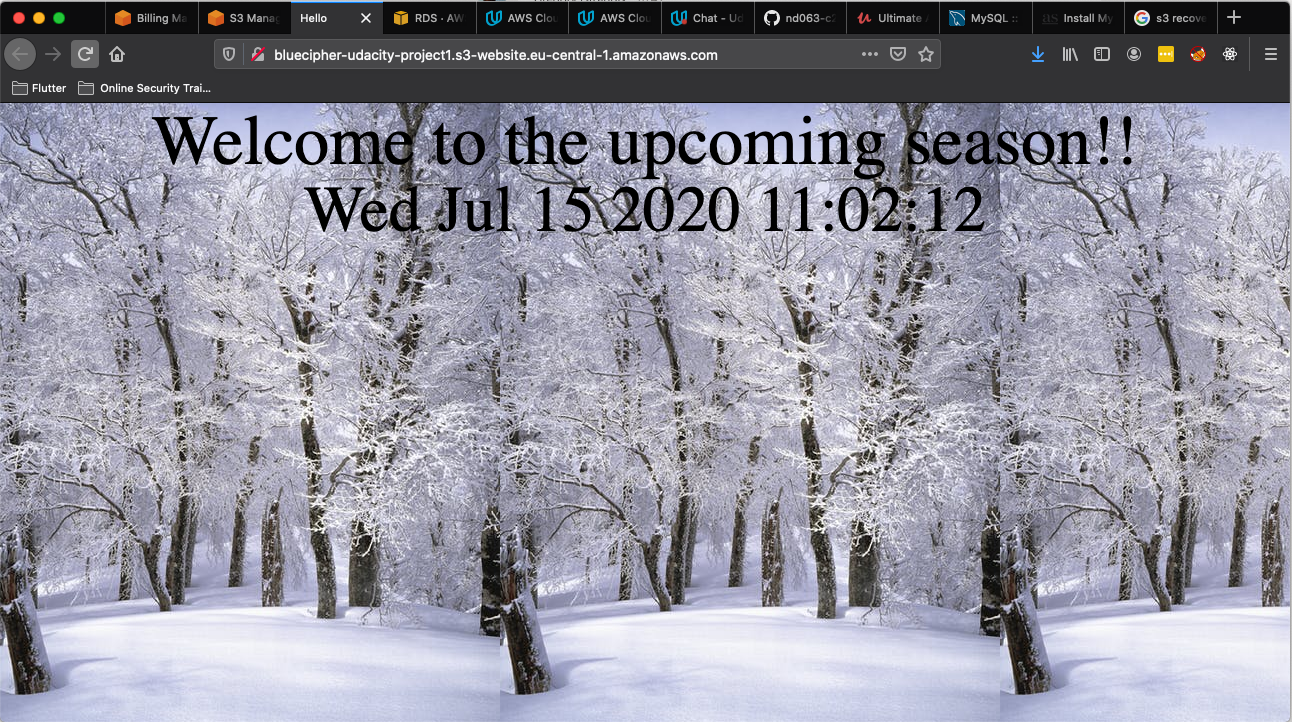 Billing Ma
S3 Manag
Hello
RDS · AW
AWS Clou
AWS Clou
Chat - Ud
nd063-c2
Ultimate A
MySQL ::
Install My
s3 recove
bluecipher-udacity-project1.s3-website.eu-central-1.amazonaws.com
Flutter
Online Security Trai...
Welcome to the upcoming season!!
Wed Jul 15 2020 11:02:12